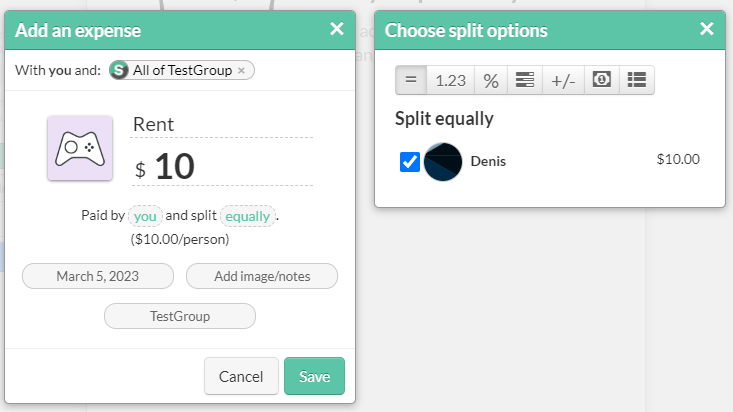 Add an expense ×
With you and: S All of TestGroup ×
Rent
$ 10
Paid by you and split equally.
($10.00/person)
March 5, 2023 Add image/notes
TestGroup
Cancel Save
Choose split options ×
= 1.23 % +/- 1
Split equally
Denis $10.00